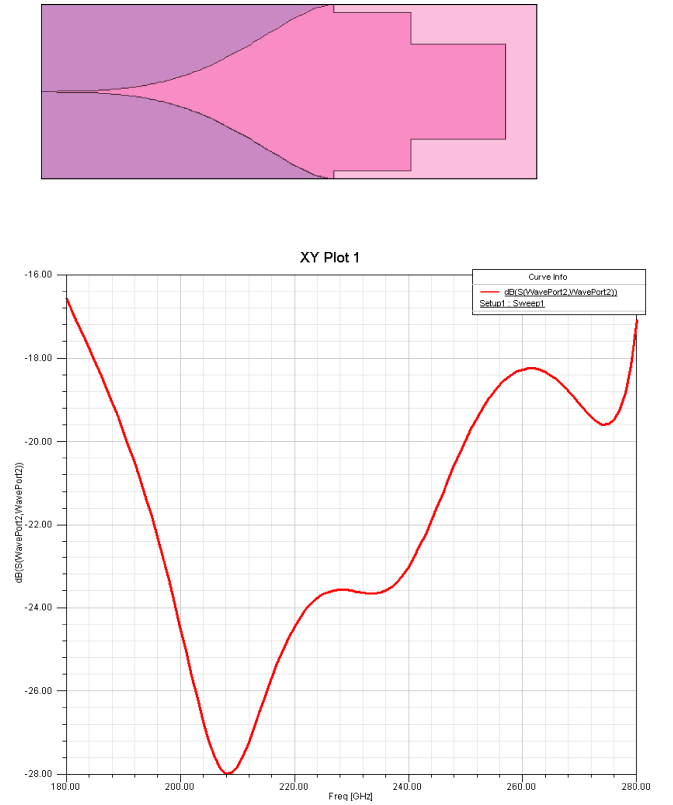 XY Plot 1
Curve Info
dB(S(WavePort2,WavePort2))
Setup1 : Sweep1
-16.00
-18.00
-20.00
-22.00
-24.00
-26.00
-28.00
dB(S(WavePort2,WavePort2))
180.00 200.00 220.00 240.00 260.00 280.00
Freq [GHz]